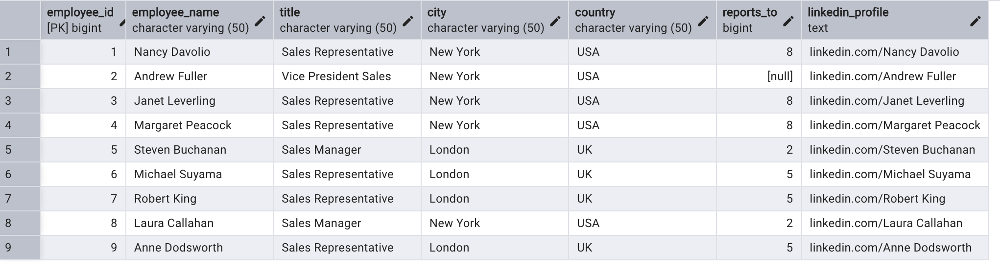 employee_id employee_name title city country reports_to linkedin_profile
[PK] bigint character varying (50) character varying (50) character varying (50) character varying (50) bigint text
1 1 Nancy Davolio Sales Representative New York USA 8 linkedin.com/Nancy Davolio
2 2 Andrew Fuller Vice President Sales New York USA [null] linkedin.com/Andrew Fuller
3 3 Janet Leverling Sales Representative New York USA 8 linkedin.com/Janet Leverling
4 4 Margaret Peacock Sales Representative New York USA 8 linkedin.com/Margaret Peacock
5 5 Steven Buchanan Sales Manager London UK 2 linkedin.com/Steven Buchanan
6 6 Michael Suyama Sales Representative London UK 5 linkedin.com/Michael Suyama
7 7 Robert King Sales Representative London UK 5 linkedin.com/Robert King
8 8 Laura Callahan Sales Manager New York USA 2 linkedin.com/Laura Callahan
9 9 Anne Dodsworth Sales Representative London UK 5 linkedin.com/Anne Dodsworth